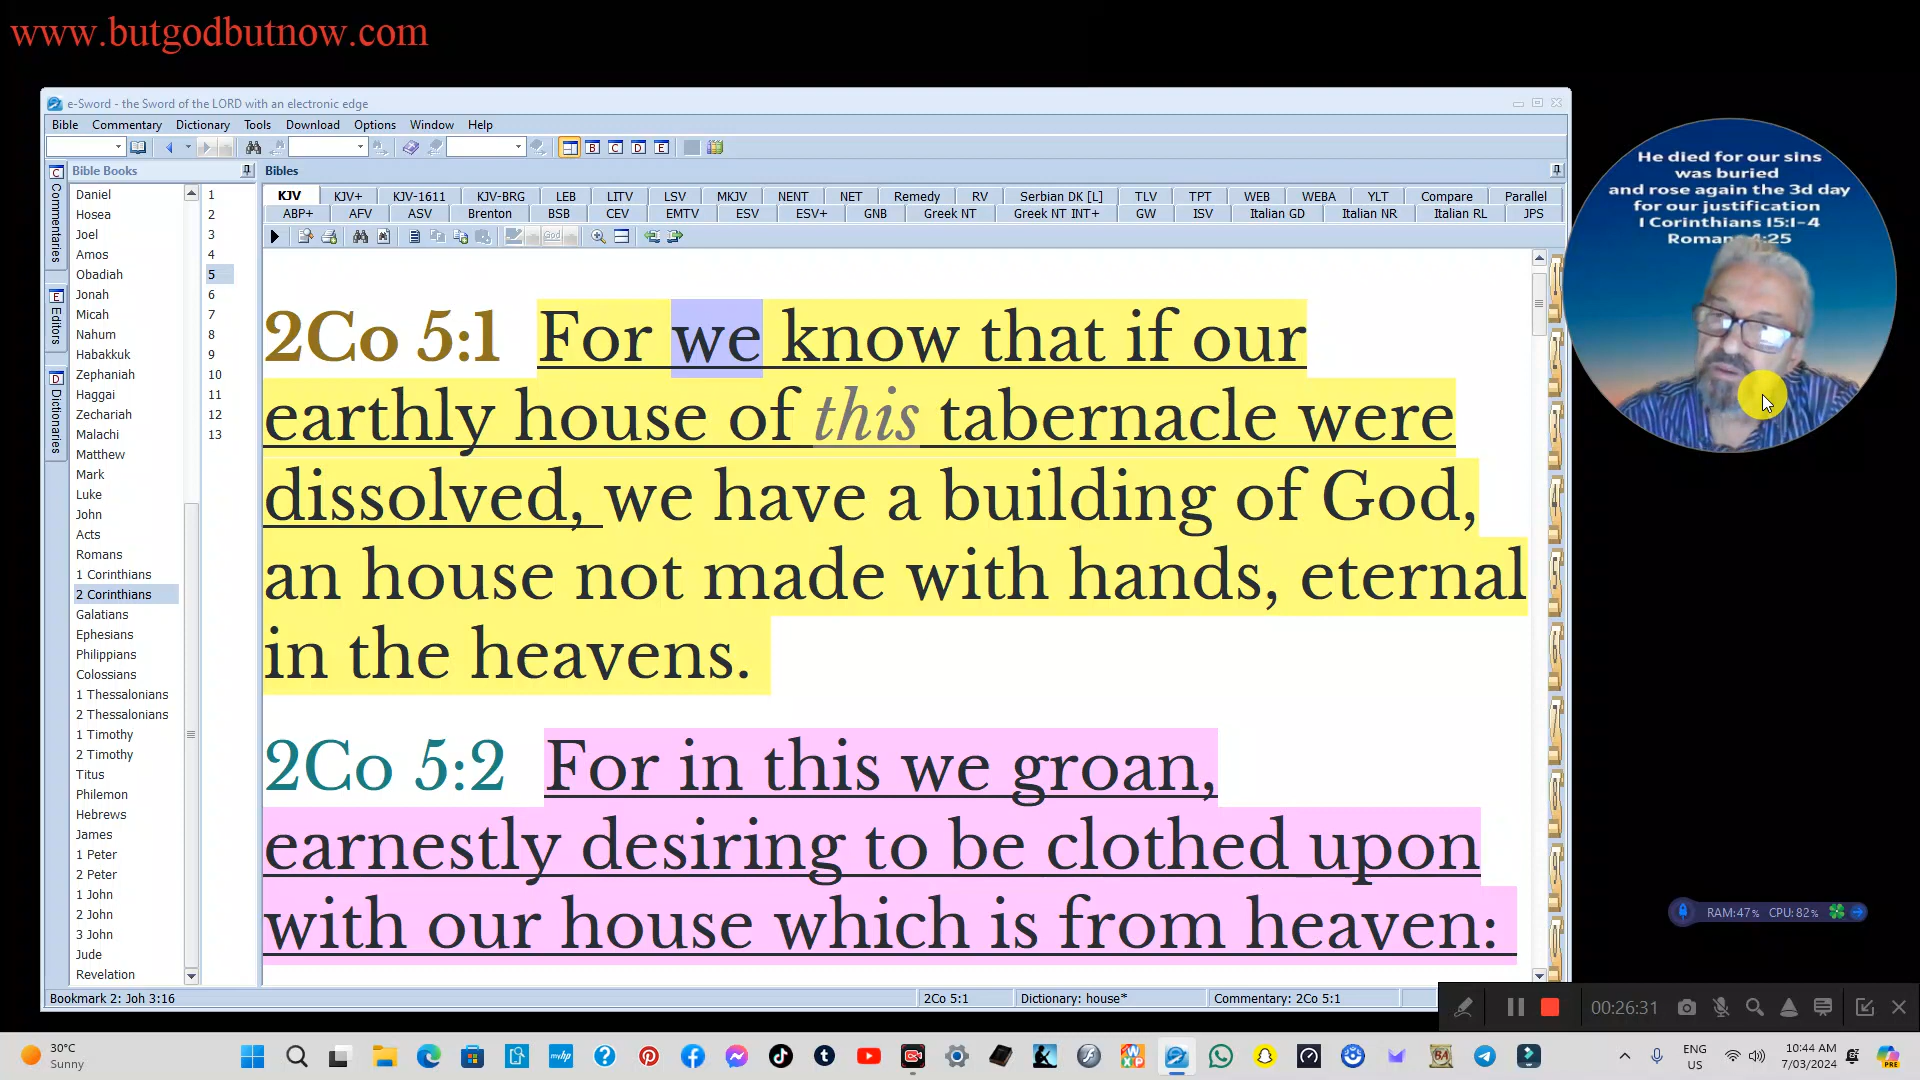 www.butgodbutnow.com
e-Sword - the Sword of the LORD with an electronic edge
Bible Commentary Dictionary Tools Download Options Window Help
B C D E
Bible Books
Bibles
C Commentaries
E Editors
D Dictionaries
Daniel 1
Hosea 2
Joel 3
Amos 4
Obadiah 5
Jonah 6
Micah 7
Nahum 8
Habakkuk 9
Zephaniah 10
Haggai 11
Zechariah 12
Malachi 13
Matthew
Mark
Luke
John
Acts
Romans
1 Corinthians
2 Corinthians
Galatians
Ephesians
Philippians
Colossians
1 Thessalonians
2 Thessalonians
1 Timothy
2 Timothy
Titus
Philemon
Hebrews
James
1 Peter
2 Peter
1 John
2 John
3 John
Jude
Revelation
KJV KJV+ KJV-1611 KJV-BRG LEB LITV LSV MKJV NENT NET Remedy RV Serbian DK [L] TLV TPT WEB WEBA YLT Compare Parallel
ABP+ AFV ASV Brenton BSB CEV EMTV ESV ESV+ GNB Greek NT Greek NT INT+ GW ISV Italian GD Italian NR Italian RL JPS
God
2Co 5:1 For we know that if our
earthly house of this tabernacle were
dissolved, we have a building of God,
an house not made with hands, eternal
in the heavens.
2Co 5:2 For in this we groan,
earnestly desiring to be clothed upon
with our house which is from heaven:
He died for our sins
was buried
and rose again the 3d day
for our justification
I Corinthians 15:1-4
Romans 4:25
RAM:47% CPU:82%
Bookmark 2: Joh 3:16 2Co 5:1 Dictionary: house* Commentary: 2Co 5:1
00:26:31
30°C
Sunny
ENG
US
10:44 AM
7/03/2024